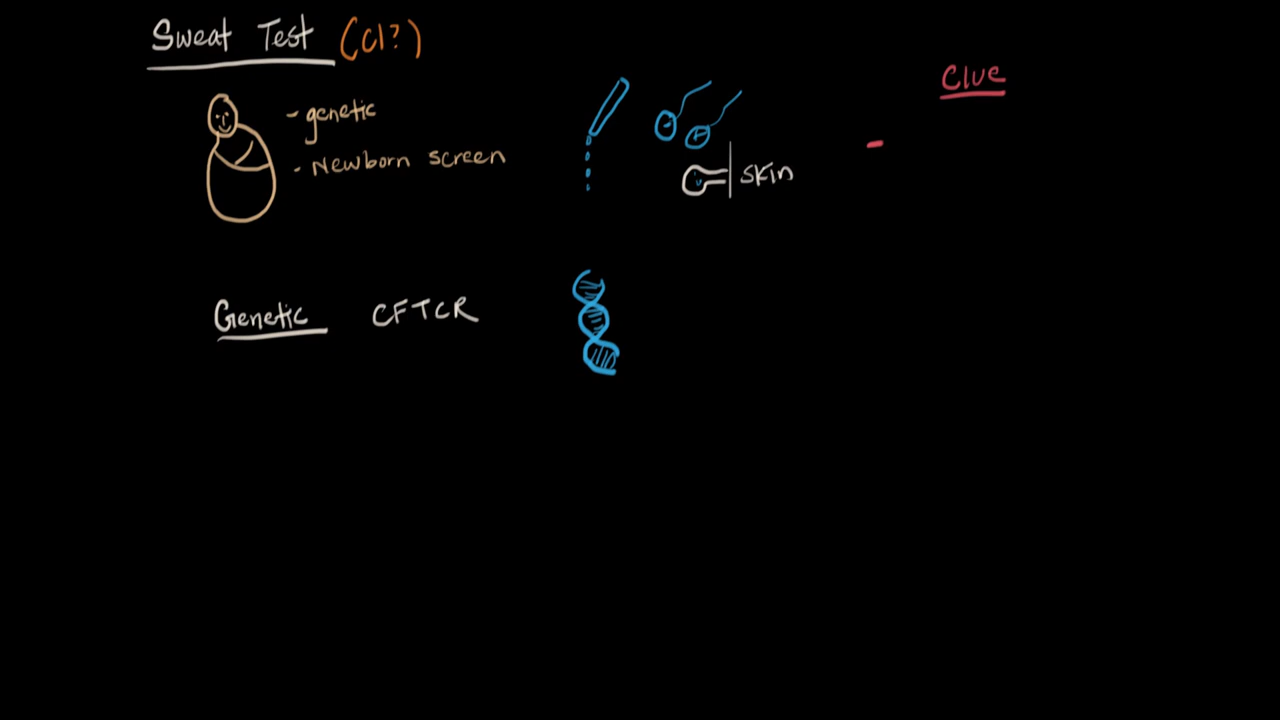 Sweat Test (Cl?)
Clue
- genetic
- Newborn screen
skin
Genetic CFTCR